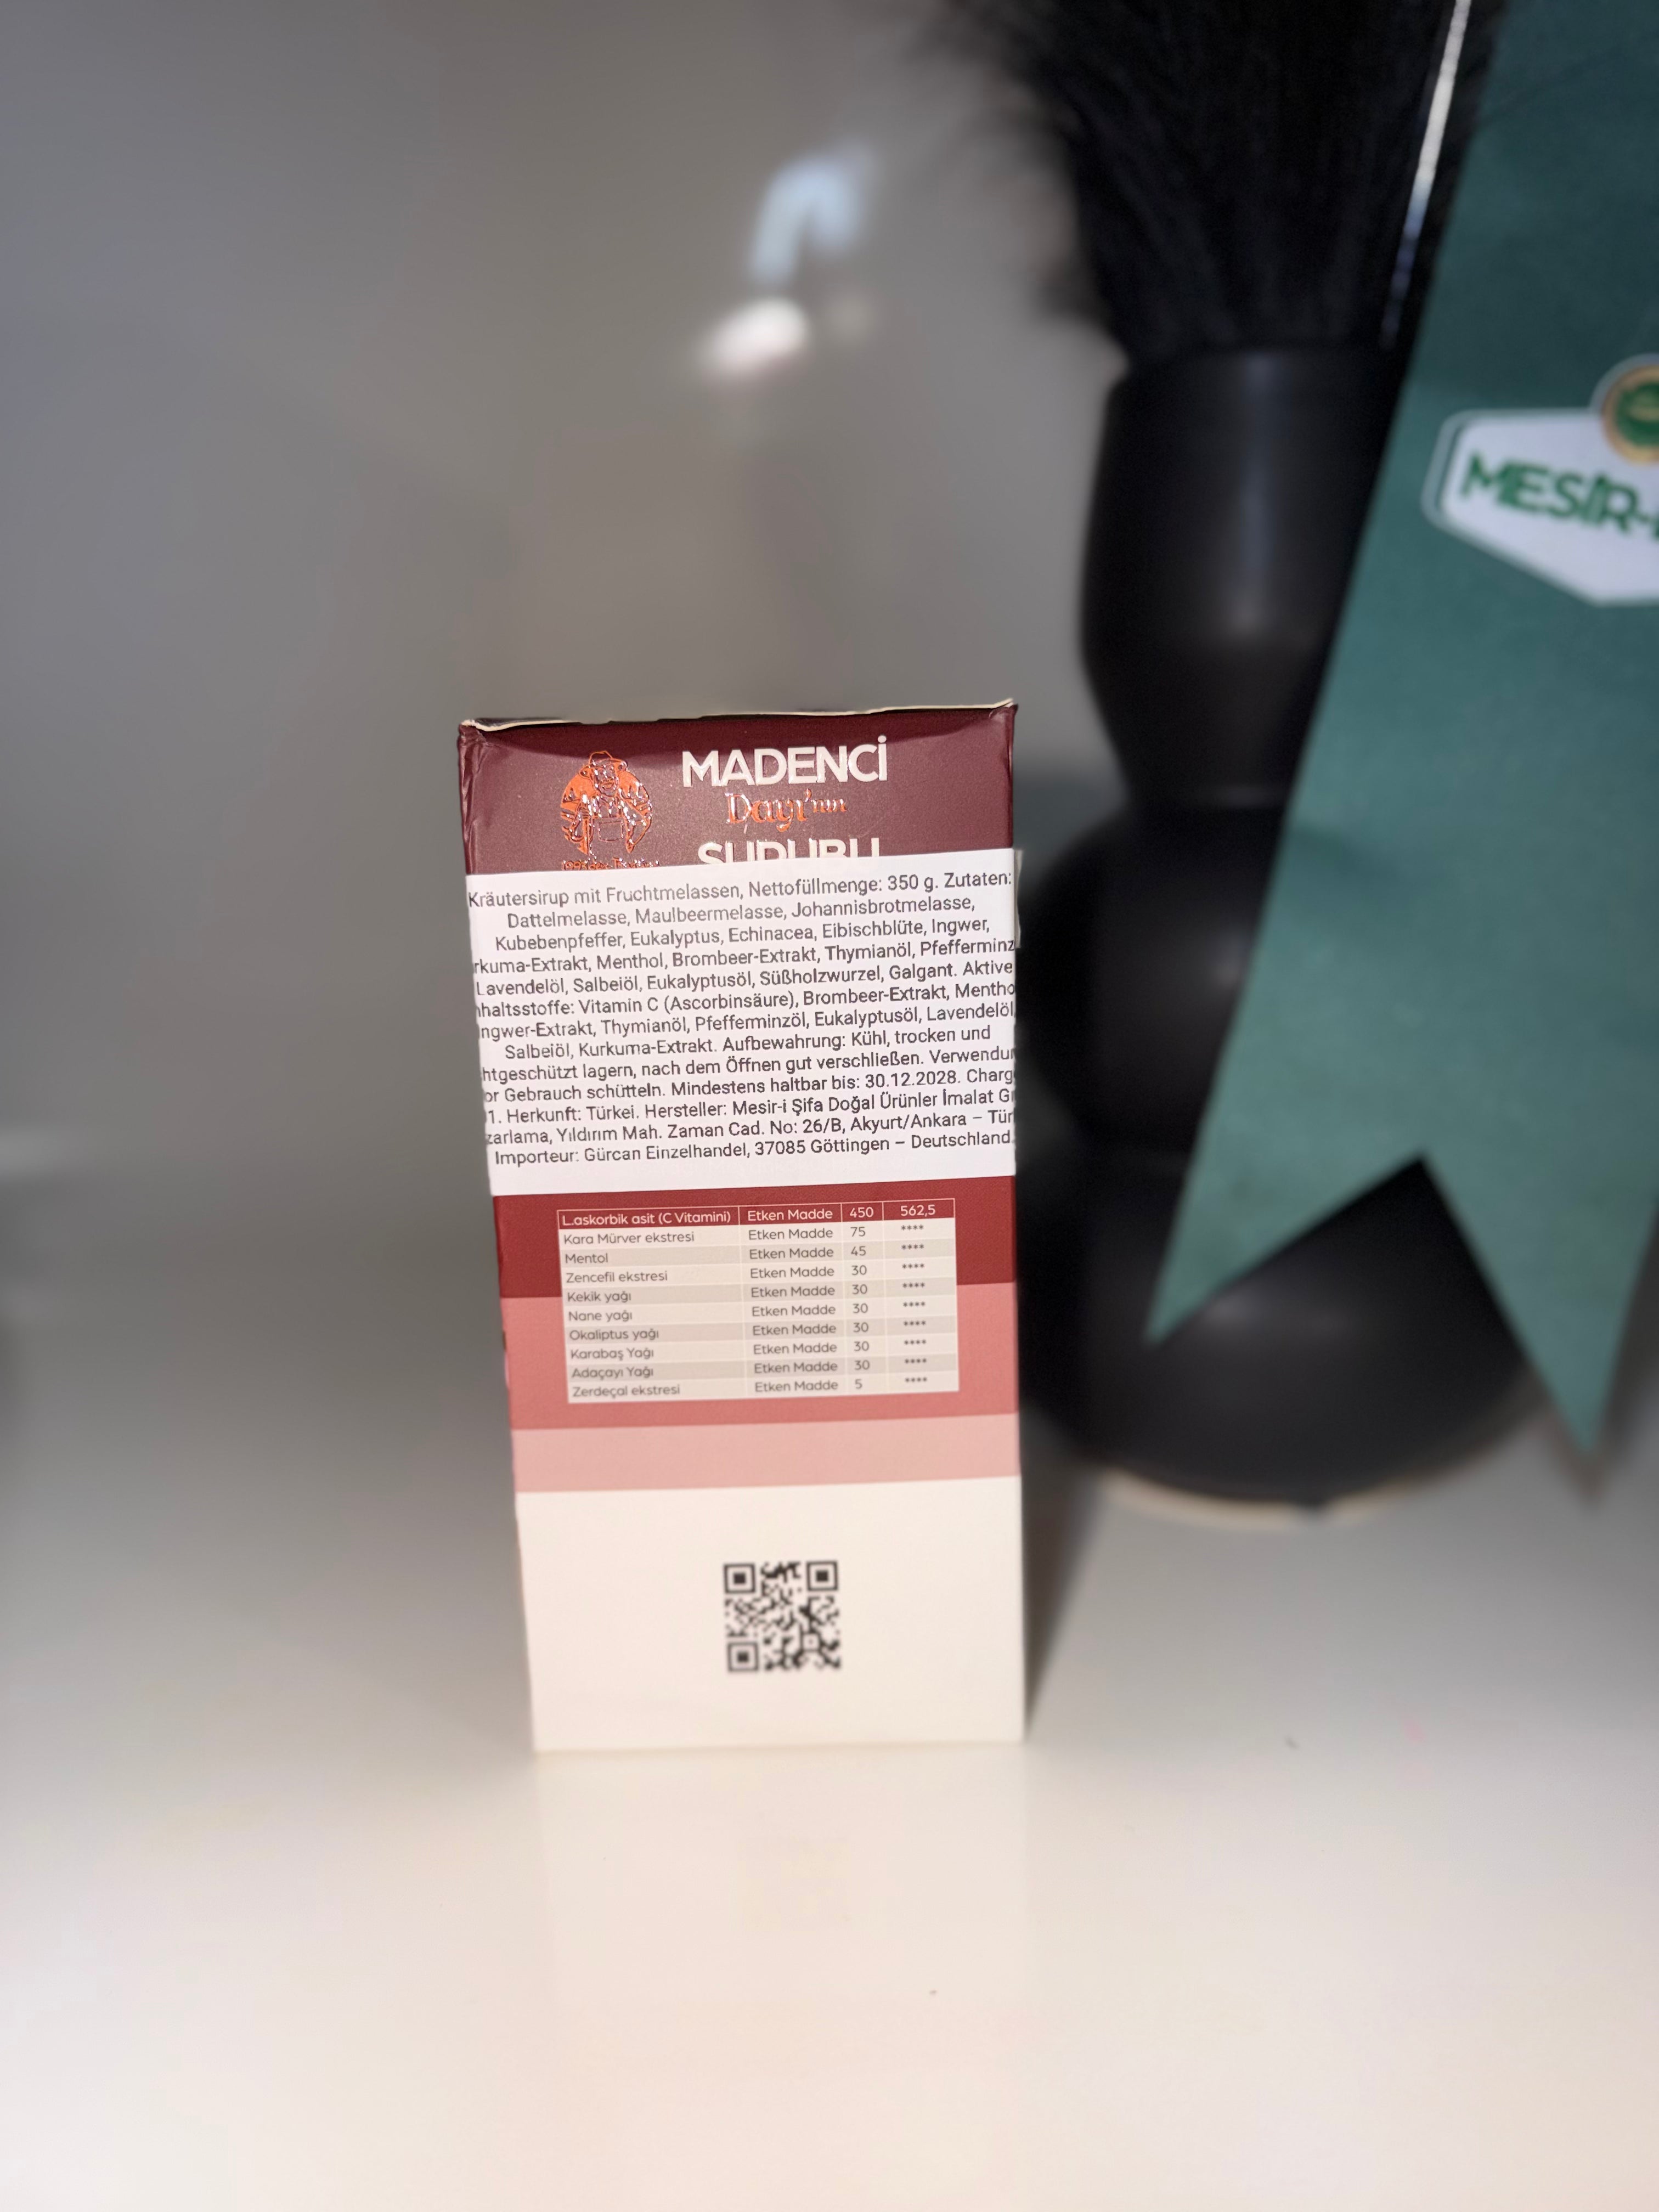 MESİR-
MADENCİ
Dayı'nın
ŞURUBU
Kräutersirup mit Fruchtmelassen, Nettofüllmenge: 350 g. Zutaten:
Dattelmelasse, Maulbeermelasse, Johannisbrotmelasse,
Kubebenpfeffer, Eukalyptus, Echinacea, Eibischblüte, Ingwer,
rkuma-Extrakt, Menthol, Brombeer-Extrakt, Thymianöl, Pfefferminz
Lavendelöl, Salbeiöl, Eukalyptusöl, Süßholzwurzel, Galgant. Aktive
nhaltsstoffe: Vitamin C (Ascorbinsäure), Brombeer-Extrakt, Mentho
Ingwer-Extrakt, Thymianöl, Pfefferminzöl, Eukalyptusöl, Lavendelöl,
Salbeiöl, Kurkuma-Extrakt. Aufbewahrung: Kühl, trocken und
htgeschützt lagern, nach dem Öffnen gut verschließen. Verwendun
or Gebrauch schütteln. Mindestens haltbar bis: 30.12.2028. Charg
1. Herkunft: Türkei. Hersteller: Mesir-i Şifa Doğal Ürünler İmalat G
zarlama, Yıldırım Mah. Zaman Cad. No: 26/B, Akyurt/Ankara – Tür
Importeur: Gürcan Einzelhandel, 37085 Göttingen – Deutschland.
L.askorbik asit (C Vitamini) Etken Madde 450 562,5
Kara Mürver ekstresi Etken Madde 75 ****
Mentol Etken Madde 45 ****
Zencefil ekstresi Etken Madde 30 ****
Kekik yağı Etken Madde 30 ****
Nane yağı Etken Madde 30 ****
Okaliptus yağı Etken Madde 30 ****
Karabaş Yağı Etken Madde 30 ****
Adaçayı Yağı Etken Madde 30 ****
Zerdeçal ekstresi Etken Madde 5 ****